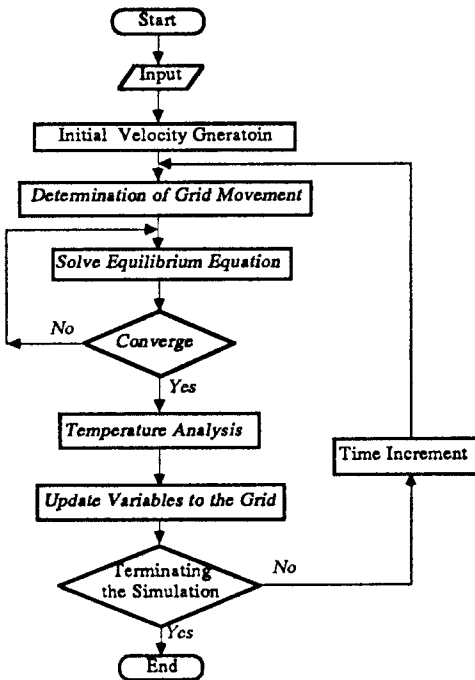 Start
Input
Initial Velocity Gneratoin
Determination of Grid Movement
Solve Equilibrium Equation
No
Converge
Yes
Temperature Analysis
Time Increment
Update Variables to the Grid
Terminating
the Simulation
No
Yes
End